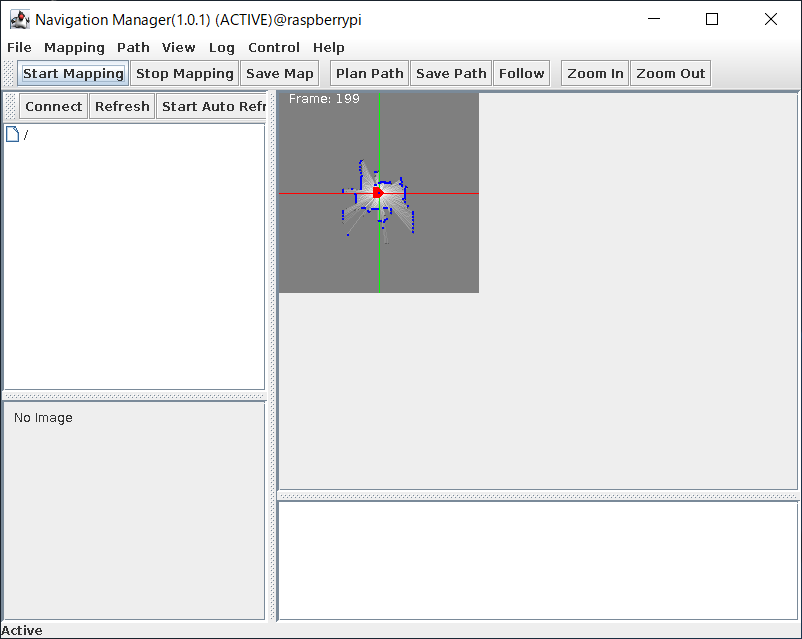 Navigation Manager(1.0.1) (ACTIVE)@raspberrypi
File Mapping Path View Log Control Help
Start Mapping Stop Mapping Save Map Plan Path Save Path Follow Zoom In Zoom Out
Connect Refresh Start Auto Refr
Frame: 199
/
No Image
Active